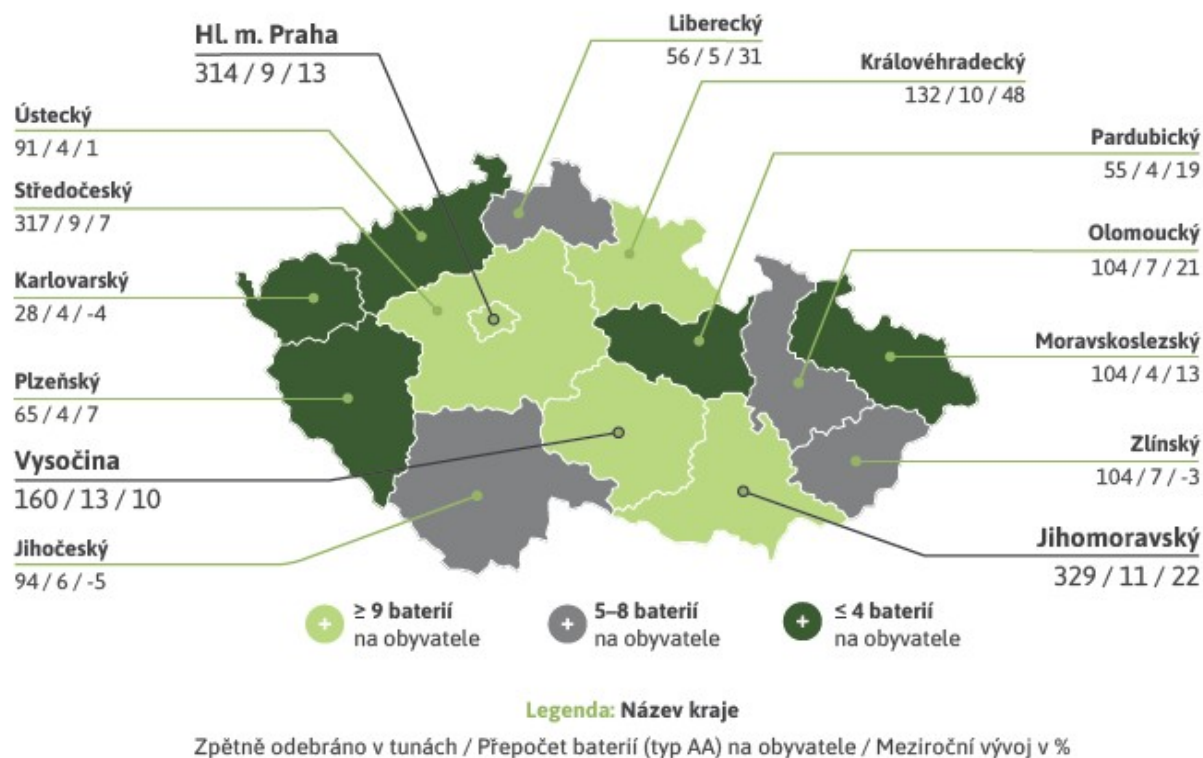 Hl. m. Praha
314 / 9 / 13
Liberecký
56 / 5 / 31
Královéhradecký
132 / 10 / 48
Ústecký
91 / 4 / 1
Pardubický
55 / 4 / 19
Středočeský
317 / 9 / 7
Olomoucký
104 / 7 / 21
Karlovarský
28 / 4 / -4
Moravskoslezský
104 / 4 / 13
Plzeňský
65 / 4 / 7
Vysočina
160 / 13 / 10
Zlínský
104 / 7 / -3
Jihočeský
94 / 6 / -5
Jihomoravský
329 / 11 / 22
≥ 9 baterií
na obyvatele
5–8 baterií
na obyvatele
≤ 4 baterií
na obyvatele
Legenda: Název kraje
Zpětně odebráno v tunách / Přepočet baterií (typ AA) na obyvatele / Meziroční vývoj v %